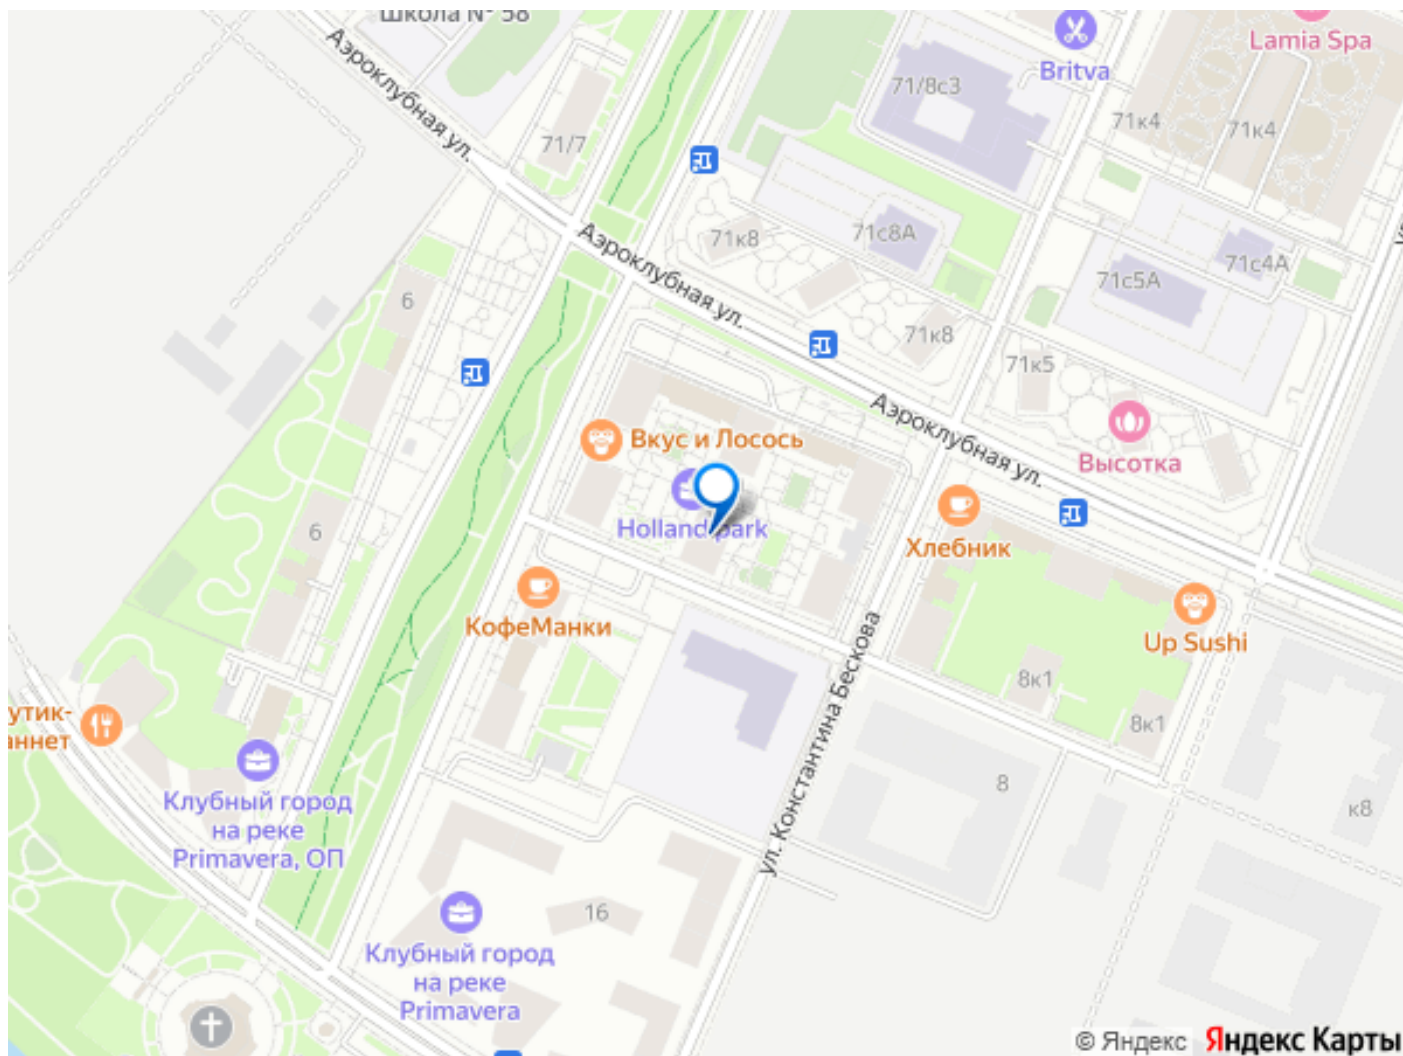 Школа № 58
Lamia Spa
Britva
Аэроклубная ул.
71/8с3
71к4
71к4
71/7
71к8
71с8А
71с4А
71с5А
Аэроклубная ул.
6
71к8
71к5
Аэроклубная ул.
Вкус и Лосось
Высотка
Holland park
6
Хлебник
КофеМанки
Up Sushi
ул. Константина Бескова
8к1
8к1
8
к8
Клубный город
на реке
Primavera, ОП
16
Клубный город
на реке
Primavera
© Яндекс Яндекс Карты